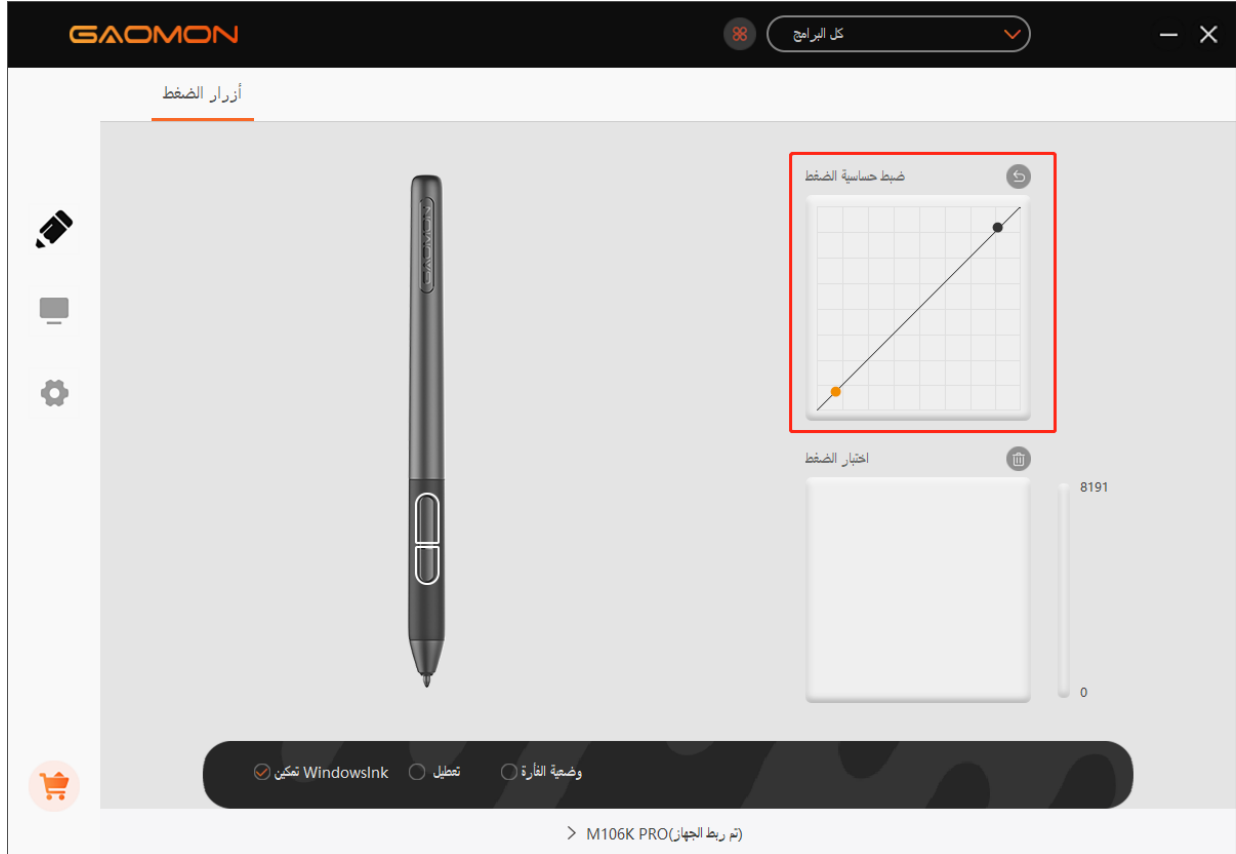 GAOMON
كل البرامج
أزرار الضغط
ضبط حساسية الضغط
GAOMON
اختبار الضغط
8191
0
تمكين WindowsInk
تعطيل
وضعية الفأرة
M106K PRO(تم ربط الجهاز)